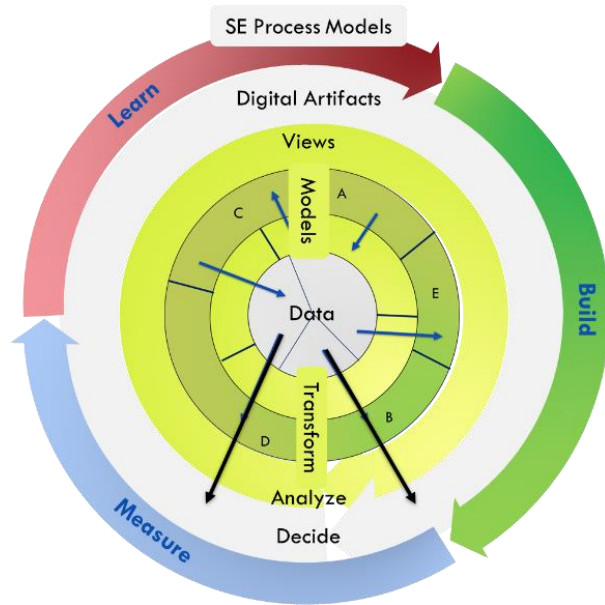 SE Process Models
Learn
Digital Artifacts
Views
Models
A
C
E
Build
Data
Transform
B
D
Analyze
Measure
Decide